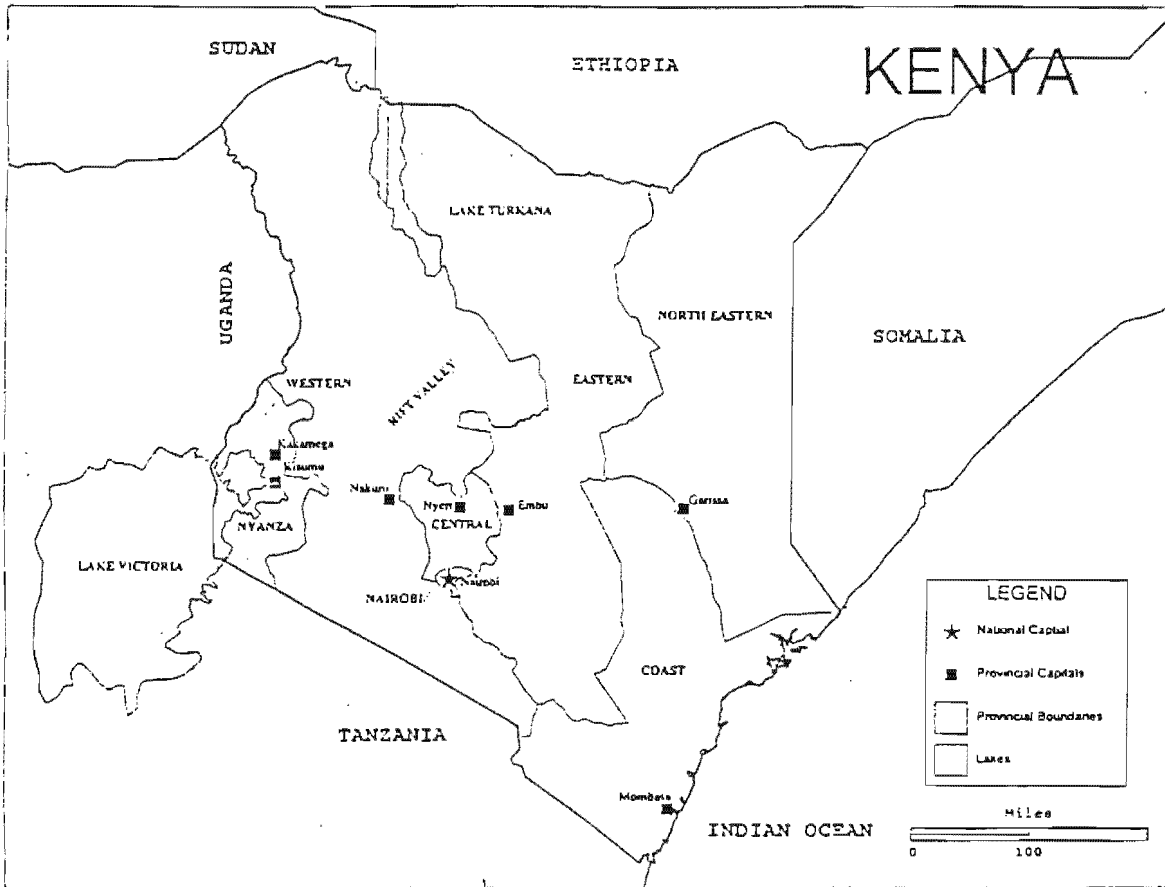 SUDAN
ETHIOPIA
KENYA
LAKE TURKANA
UGANDA
NORTH EASTERN
SOMALIA
WESTERN
RIFT VALLEY
EASTERN
Kakamega
Kisumu
Nakuru
Nyeri
Embu
Garissa
CENTRAL
NYANZA
LAKE VICTORIA
Nairobi
NAIROBI
COAST
TANZANIA
Mombasa
INDIAN OCEAN
LEGEND
National Capital
Provincial Capitals
Provincial Boundaries
Lakes
Miles
0 100